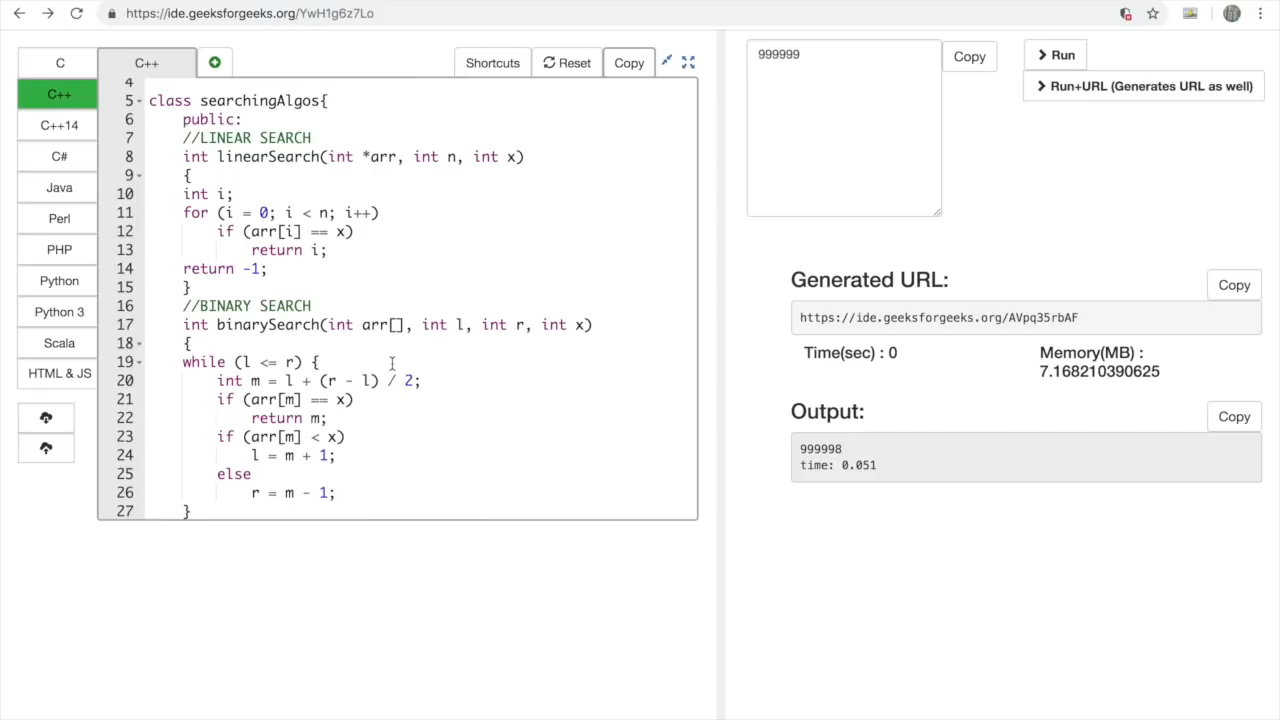 https://ide.geeksforgeeks.org/YwH1g6z7Lo
C
C++
C++14
C#
Java
Perl
PHP
Python
Python 3
Scala
HTML & JS
C++
Shortcuts
Reset
Copy
4
5 class searchingAlgos{
6 public:
7 //LINEAR SEARCH
8 int linearSearch(int *arr, int n, int x)
9 {
10 int i;
11 for (i = 0; i < n; i++)
12 if (arr[i] == x)
13 return i;
14 return -1;
15 }
16 //BINARY SEARCH
17 int binarySearch(int arr[], int l, int r, int x)
18 {
19 while (l <= r) {
20 int m = l + (r - l) / 2;
21 if (arr[m] == x)
22 return m;
23 if (arr[m] < x)
24 l = m + 1;
25 else
26 r = m - 1;
27 }
999999
Copy
Run
Run+URL (Generates URL as well)
Generated URL:
Copy
https://ide.geeksforgeeks.org/AVpq35rbAF
Time(sec) : 0
Memory(MB) :
7.168210390625
Output:
Copy
999998
time: 0.051